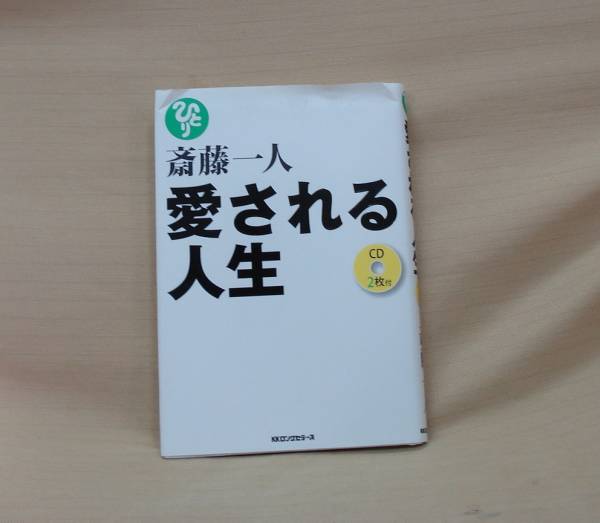 ひとり
斎藤一人
愛される
人生
CD
2枚付
KKロングセラーズ